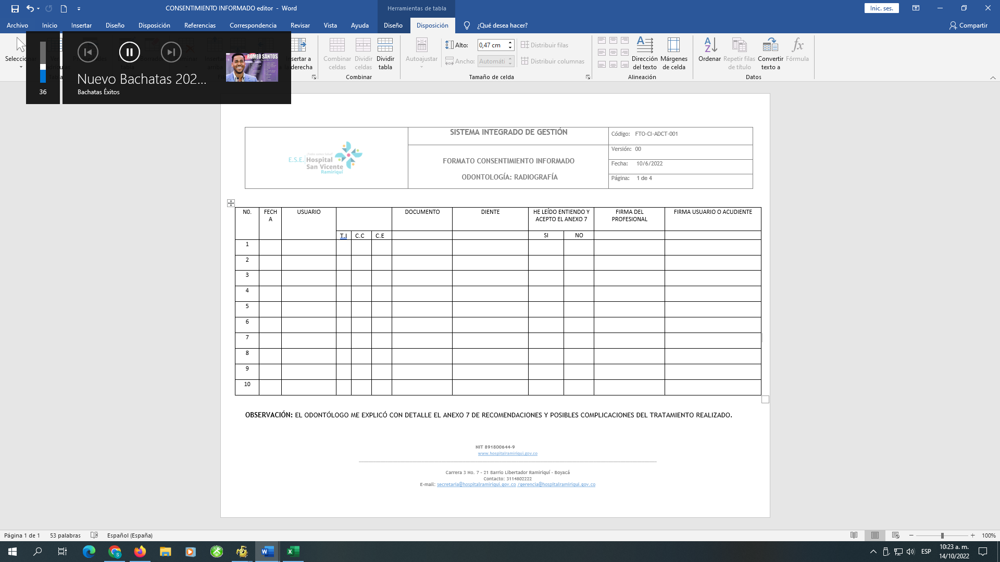 CONSENTIMIENTO INFORMADO editor - Word
Herramientas de tabla
Inic. ses.
Archivo Inicio Insertar Diseño Disposición Referencias Correspondencia Revisar Vista Ayuda Diseño Disposición ¿Qué desea hacer? Compartir
Nuevo Bachatas 202...
Bachatas Éxitos
36
ROMEO SANTOS
Combinar celdas
Dividir celdas
Dividir tabla
Combinar
Autoajustar
Alto: 0,47 cm
Ancho: Automáti
Distribuir filas
Distribuir columnas
Tamaño de celda
Dirección del texto
Márgenes de celda
Alineación
Ordenar
Repetir filas de título
Convertir texto a
Fórmula
Datos
¡Todos somos Salud!
E.S.E. Hospital
San Vicente
Ramiriquí
SISTEMA INTEGRADO DE GESTIÓN
FORMATO CONSENTIMIENTO INFORMADO
ODONTOLOGÍA: RADIOGRAFÍA
Código: FTO-CI-ADCT-001
Versión: 00
Fecha: 10/6/2022
Página: 1 de 4
N0. FECHA USUARIO DOCUMENTO DIENTE HE LEÍDO ENTIENDO Y ACEPTO EL ANEXO 7 FIRMA DEL PROFESIONAL FIRMA USUARIO O ACUDIENTE
T.I C.C C.E SI NO
1
2
3
4
5
6
7
8
9
10
OBSERVACIÓN: EL ODONTÓLOGO ME EXPLICÓ CON DETALLE EL ANEXO 7 DE RECOMENDACIONES Y POSIBLES COMPLICACIONES DEL TRATAMIENTO REALIZADO.
NIT 891800644-9
www.hospitalramiriqui.gov.co
Carrera 3 No. 7 - 21 Barrio Libertador Ramiriquí - Boyacá
Contacto: 3114802222
E-mail: secretaria@hospitalramiriqui.gov.co /gerencia@hospitalramiriqui.gov.co
Página 1 de 1 53 palabras Español (España) 100%
ESP
10:23 a. m.
14/10/2022